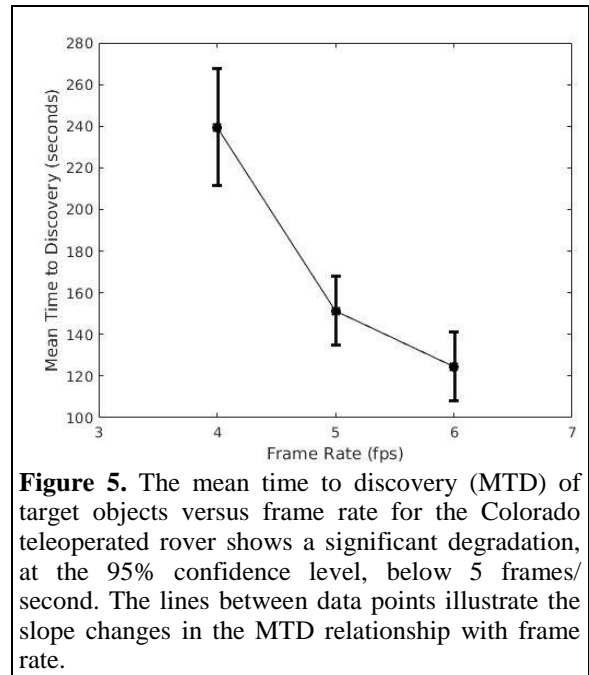 280
260
240
220
200
180
160
140
120
100
Mean Time to Discovery (seconds)
3 4 5 6 7
Frame Rate (fps)
Figure 5. The mean time to discovery (MTD) of
target objects versus frame rate for the Colorado
teleoperated rover shows a significant degradation,
at the 95% confidence level, below 5 frames/
second. The lines between data points illustrate the
slope changes in the MTD relationship with frame
rate.